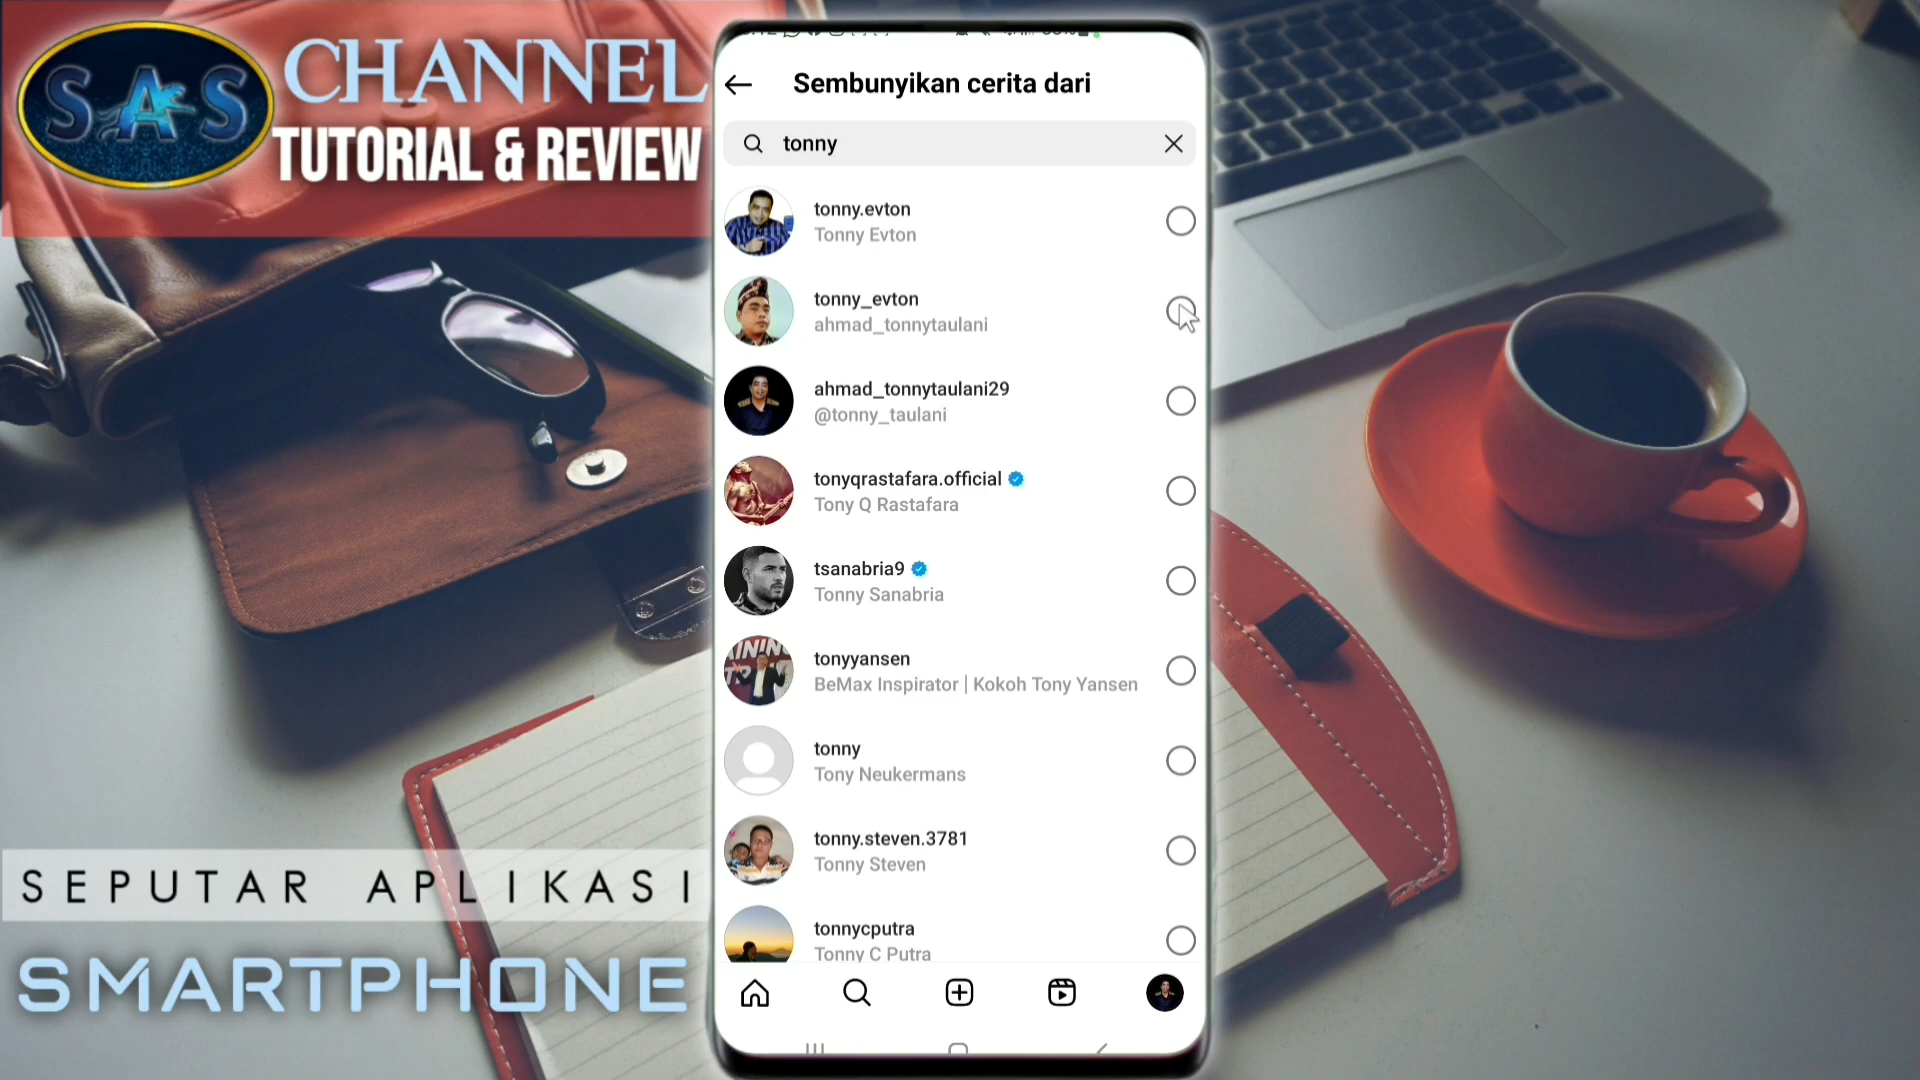 SAS
CHANNEL
TUTORIAL & REVIEW
SEPUTAR APLIKASI
SMARTPHONE
Sembunyikan cerita dari
tonny
tonny.evton
Tonny Evton
tonny_evton
ahmad_tonnytaulani
ahmad_tonnytaulani29
@tonny_taulani
tonyqrastafara.official
Tony Q Rastafara
tsanabria9
Tonny Sanabria
tonyyansen
BeMax Inspirator | Kokoh Tony Yansen
tonny
Tony Neukermans
tonny.steven.3781
Tonny Steven
tonnycputra
Tonny C Putra